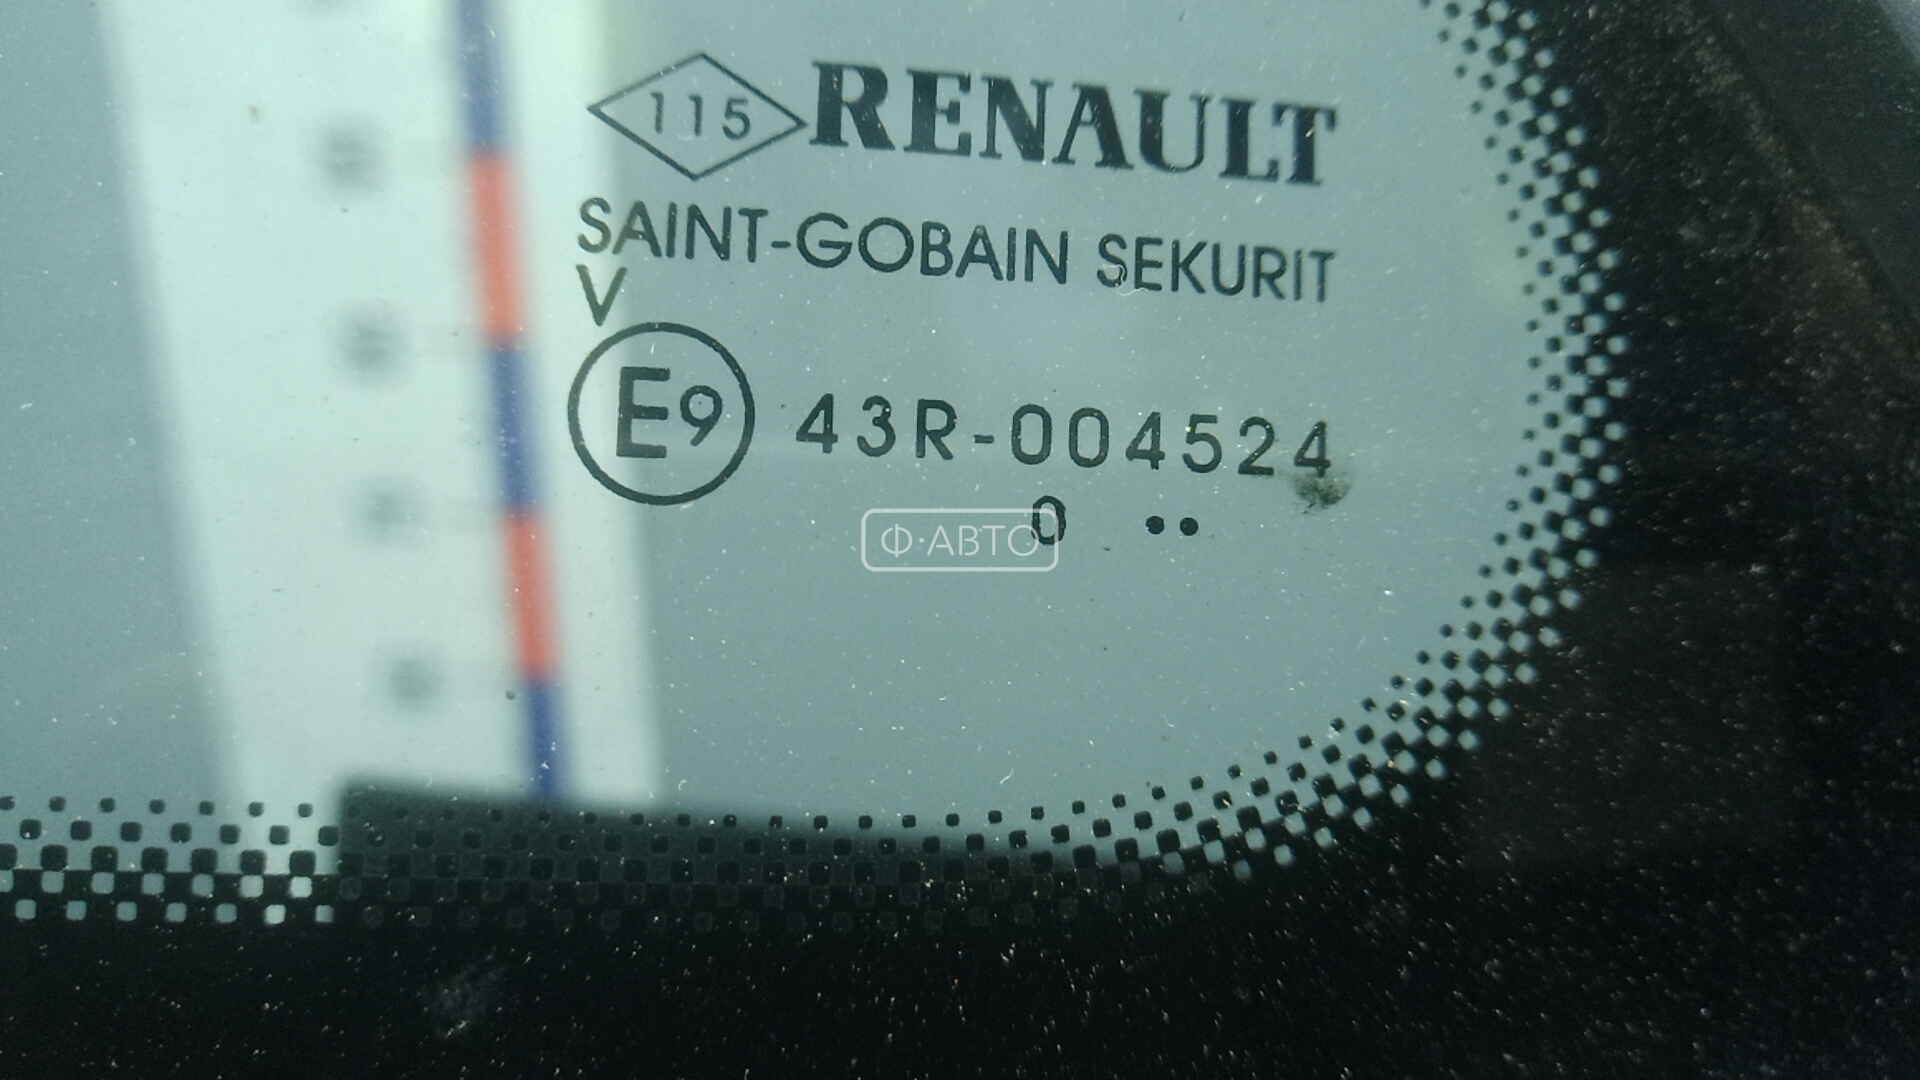 115 RENAULT
SAINT-GOBAIN SEKURIT
V
E9 43R-004524
0 ••
Ф·АВТО